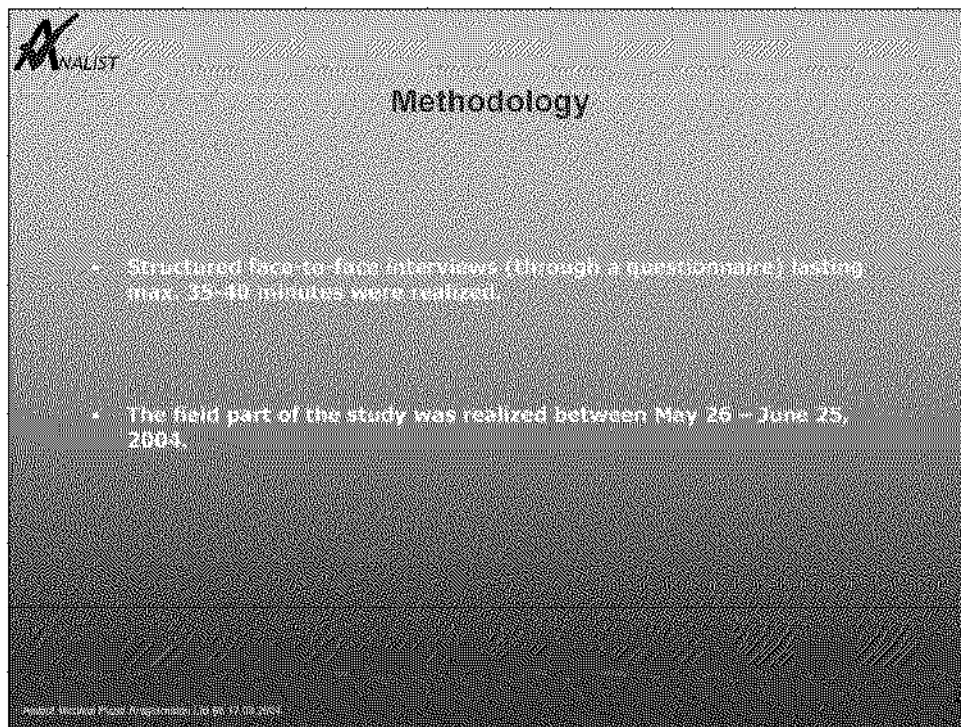 ANALIST
Methodology
• Structured face-to-face interviews (through a questionnaire) lasting
max. 35-40 minutes were realized.
• The field part of the study was realized between May 26 – June 25,
2004.